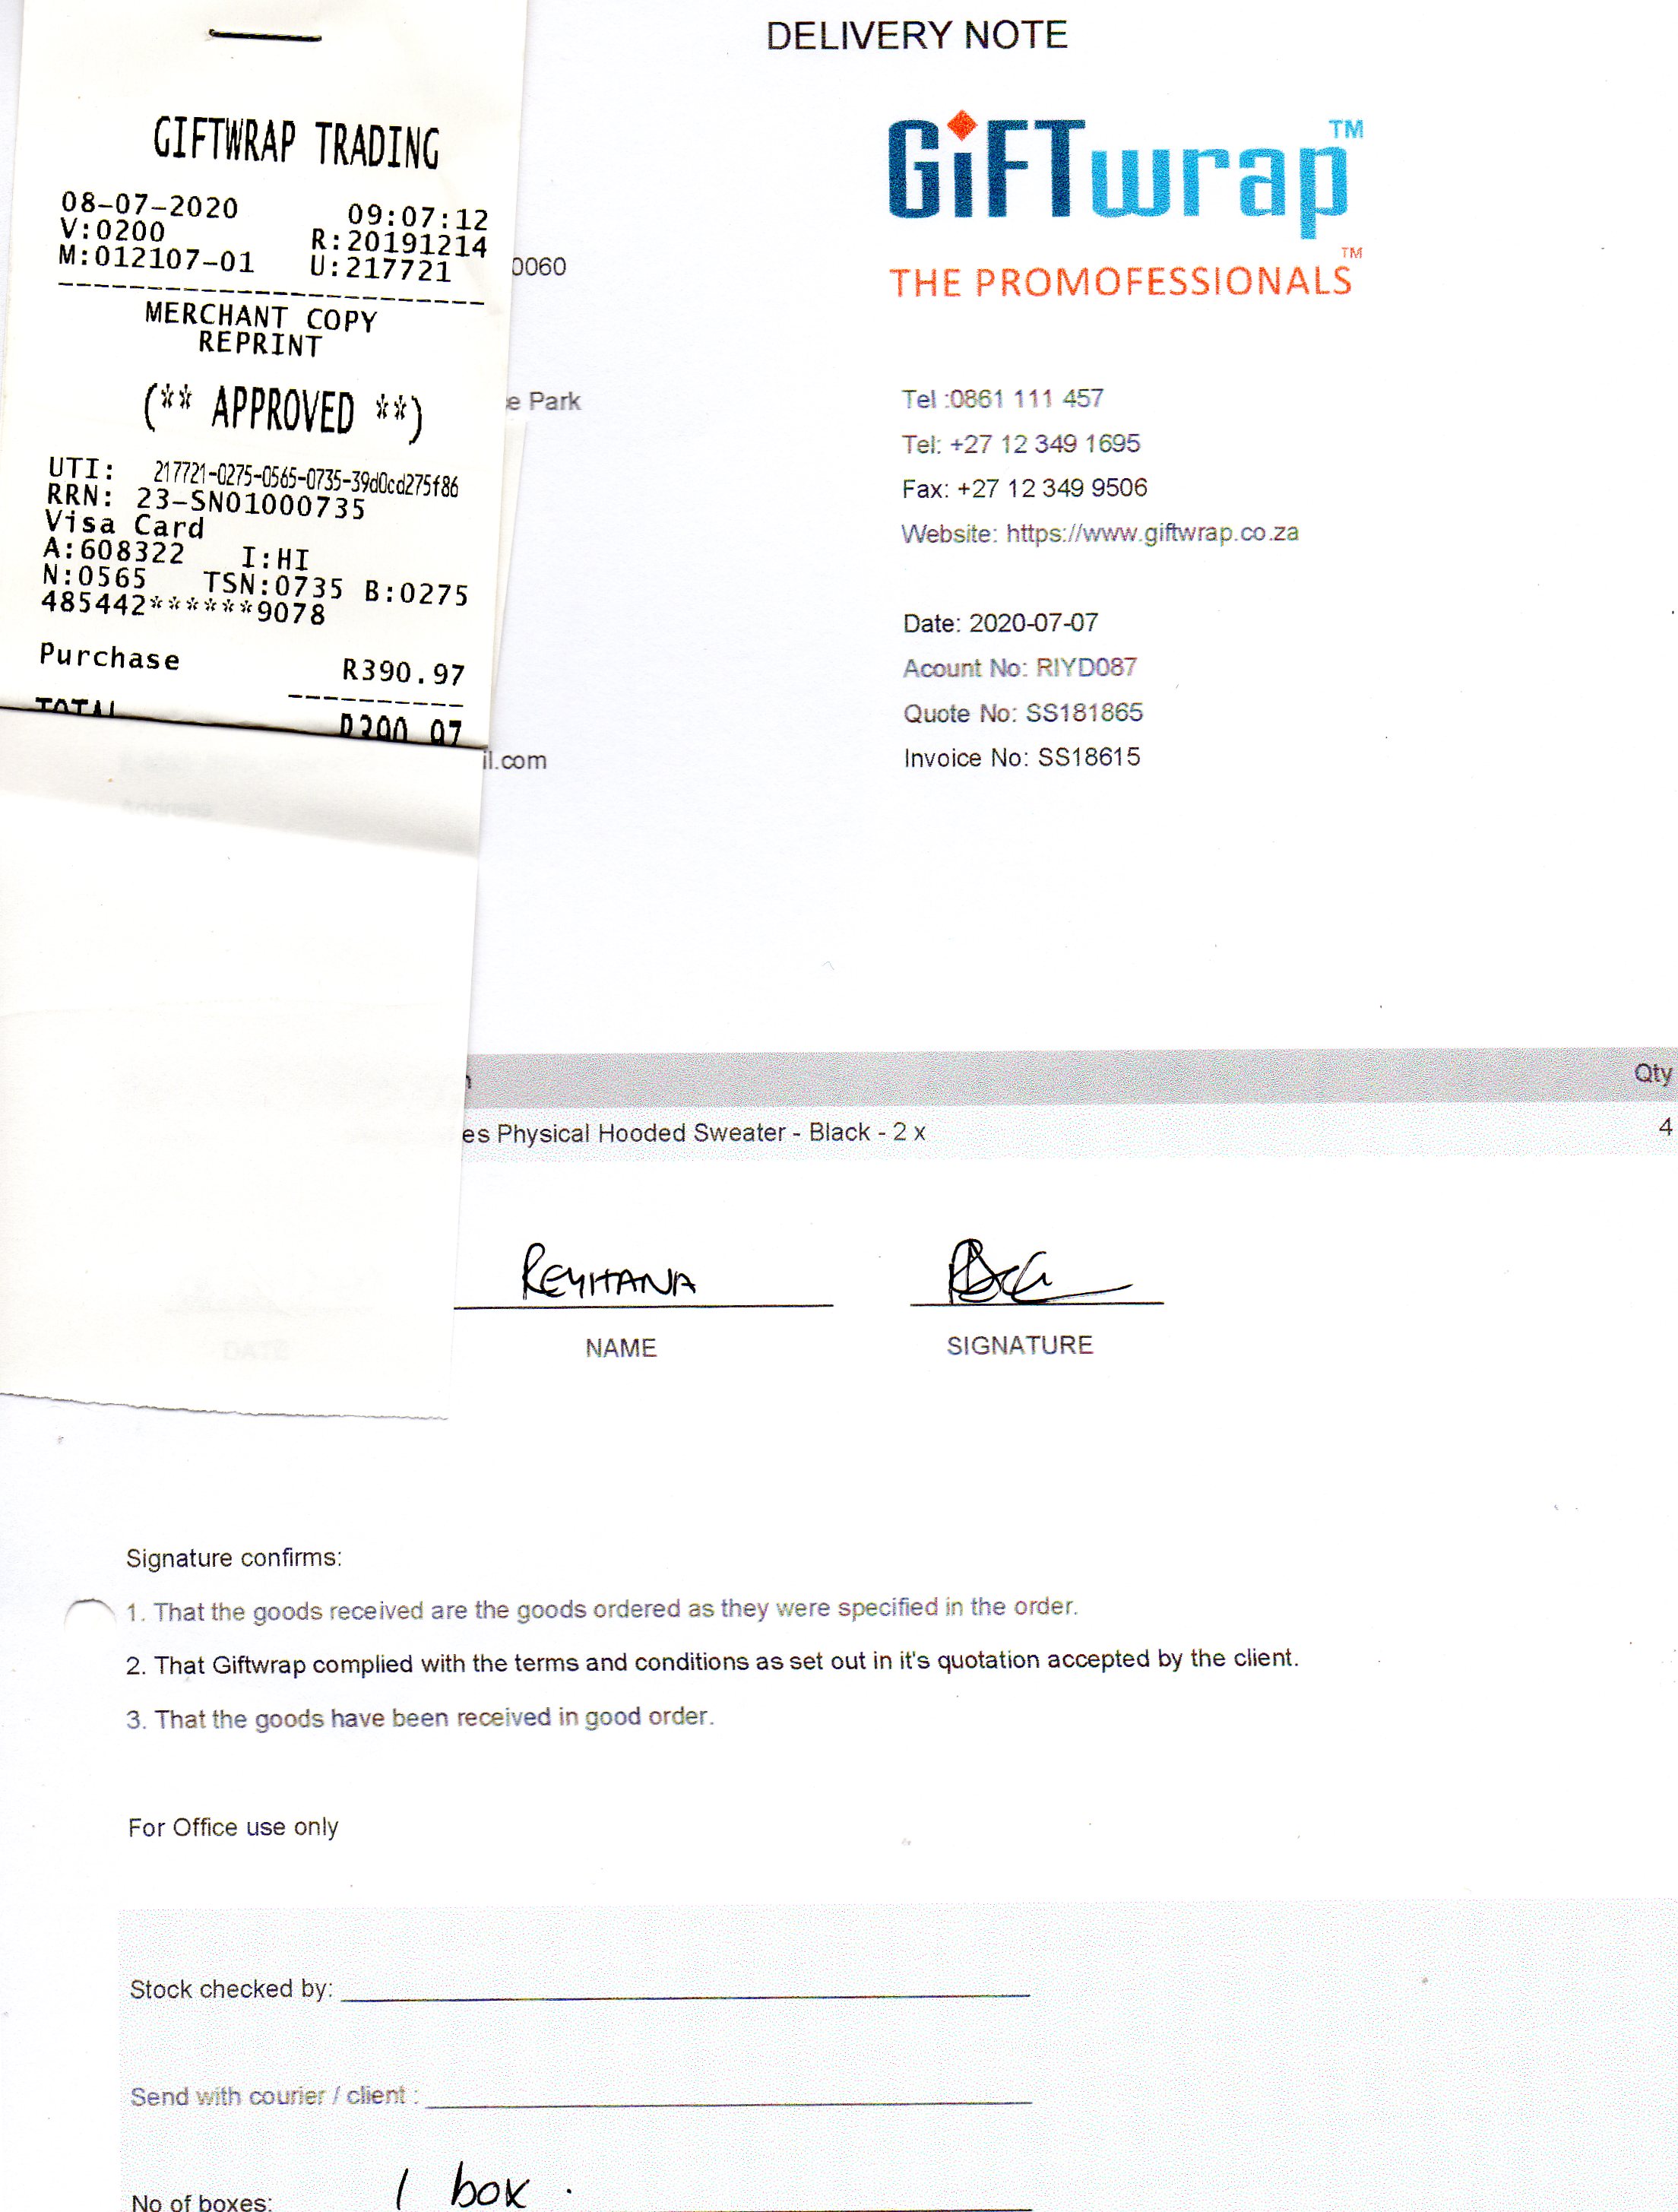 DELIVERY NOTE
GIFTWRAP TRADING
08-07-2020 09:07:12
V:0200 R:20191214
M:012107-01 U:217721
MERCHANT COPY
REPRINT
(** APPROVED **)
UTI: 217721-0275-0565-0735-39d0cd275f86
RRN: 23-SN01000735
Visa Card
A:608322 I:HI
N:0565 TSN:0735 B:0275
485442******9078
Purchase R390.97
TOTAL R390.97
0060
e Park
il.com
GiFTwrap™
THE PROMOFESSIONALS™
Tel :0861 111 457
Tel: +27 12 349 1695
Fax: +27 12 349 9506
Website: https://www.giftwrap.co.za
Date: 2020-07-07
Acount No: RIYD087
Quote No: SS181865
Invoice No: SS18615
Address
Qty
es Physical Hooded Sweater - Black - 2 x 4
REYHANA
DATE NAME SIGNATURE
Signature confirms:
1. That the goods received are the goods ordered as they were specified in the order.
2. That Giftwrap complied with the terms and conditions as set out in it's quotation accepted by the client.
3. That the goods have been received in good order.
For Office use only
Stock checked by:
Send with courier / client :
No of boxes: 1 box .